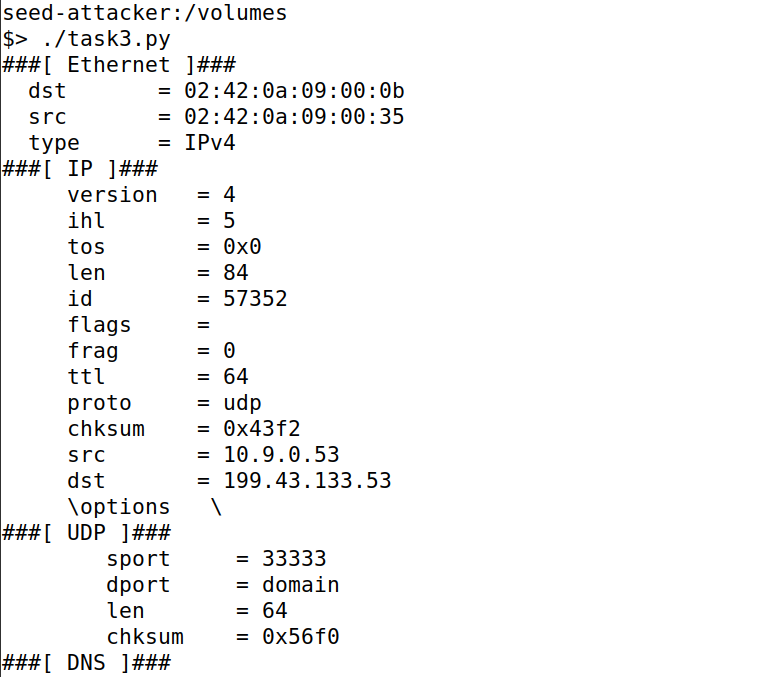 seed-attacker:/volumes
$> ./task3.py
###[ Ethernet ]###
  dst       = 02:42:0a:09:00:0b
  src       = 02:42:0a:09:00:35
  type      = IPv4
###[ IP ]###
     version   = 4
     ihl       = 5
     tos       = 0x0
     len       = 84
     id        = 57352
     flags     =
     frag      = 0
     ttl       = 64
     proto     = udp
     chksum    = 0x43f2
     src       = 10.9.0.53
     dst       = 199.43.133.53
     \options   \
###[ UDP ]###
        sport     = 33333
        dport     = domain
        len       = 64
        chksum    = 0x56f0
###[ DNS ]###